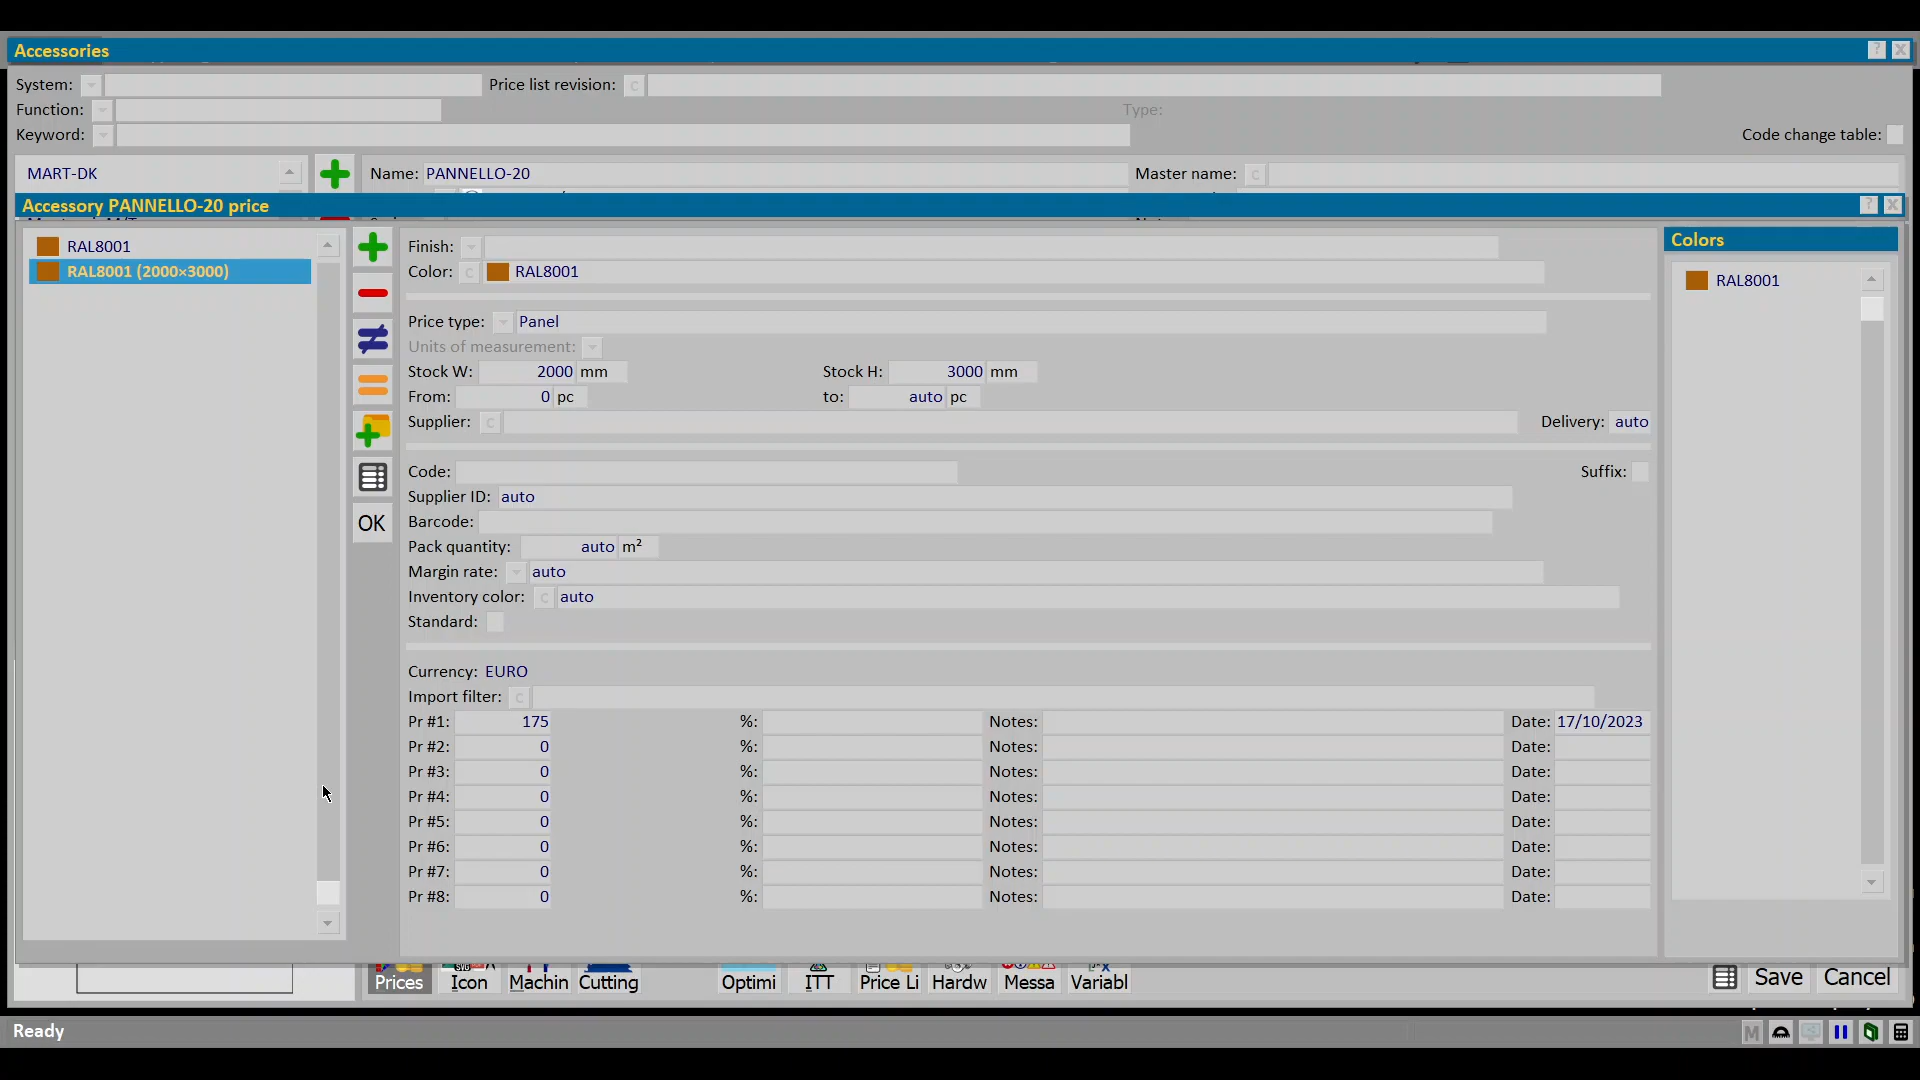 Accessories
? X
System: Price list revision: C
Function: Type:
Keyword: Code change table:
MART-DK
Name: PANNELLO-20 Master name: C
Accessory PANNELLO-20 price
? X
RAL8001
RAL8001 (2000×3000)
OK
Finish:
Color: C RAL8001
Price type: Panel
Units of measurement:
Stock W: 2000 mm Stock H: 3000 mm
From: 0 pc to: auto pc
Supplier: C Delivery: auto
Code: Suffix:
Supplier ID: auto
Barcode:
Pack quantity: auto m²
Margin rate: auto
Inventory color: C auto
Standard:
Currency: EURO
Import filter: C
Pr #1: 175 %: Notes: Date: 17/10/2023
Pr #2: 0 %: Notes: Date:
Pr #3: 0 %: Notes: Date:
Pr #4: 0 %: Notes: Date:
Pr #5: 0 %: Notes: Date:
Pr #6: 0 %: Notes: Date:
Pr #7: 0 %: Notes: Date:
Pr #8: 0 %: Notes: Date:
Colors
RAL8001
Prices Icon Machin Cutting Optimi ITT Price Li Hardw Messa Variabl
Save Cancel
Ready
M